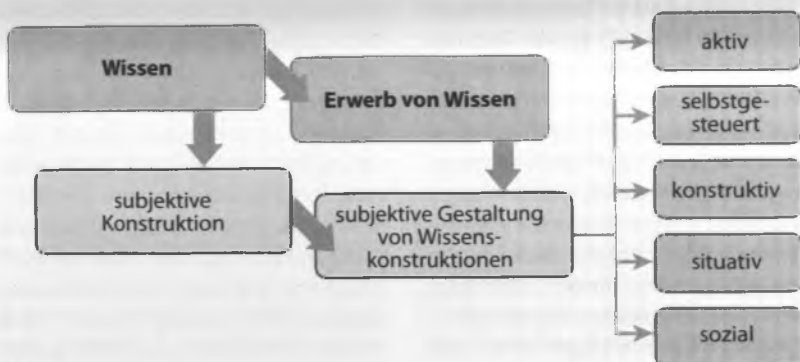 Wissen
Erwerb von Wissen
subjektive
Konstruktion
subjektive Gestaltung
von Wissens-
konstruktionen
aktiv
selbstge-
steuert
konstruktiv
situativ
sozial